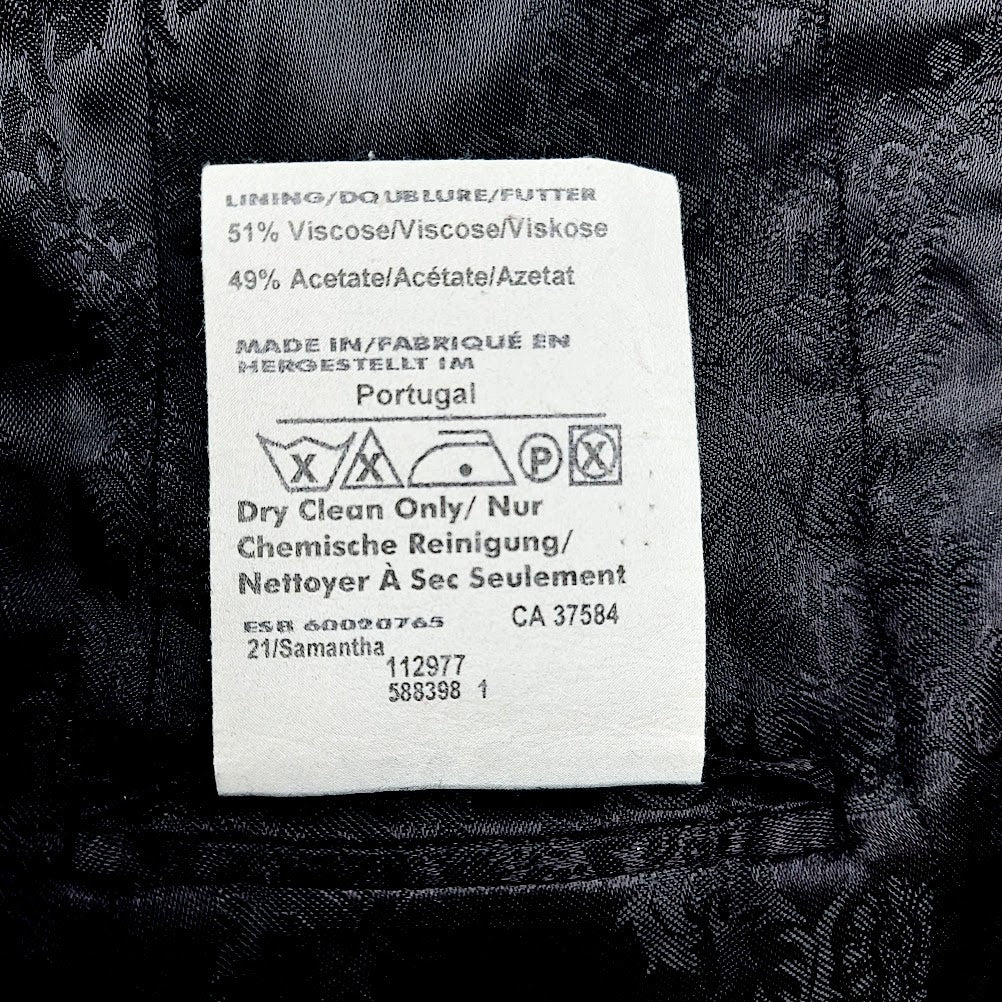 LINING/DOUBLURE/FUTTER
51% Viscose/Viscose/Viskose
49% Acetate/Acétate/Azetat
MADE IN/FABRIQUÉ EN
HERGESTELLT IM
Portugal
X X P X
Dry Clean Only/ Nur
Chemische Reinigung/
Nettoyer À Sec Seulement
ESB 60020765 CA 37584
21/Samantha
112977
588398 1